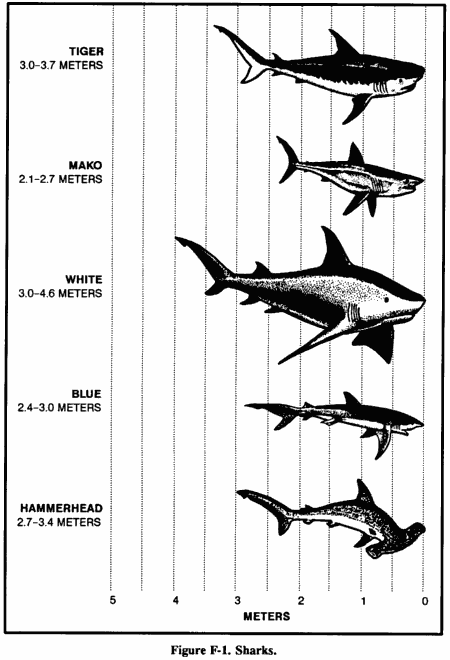 TIGER
3.0–3.7 METERS
MAKO
2.1–2.7 METERS
WHITE
3.0–4.6 METERS
BLUE
2.4–3.0 METERS
HAMMERHEAD
2.7–3.4 METERS
5 4 3 2 1 0
METERS
Figure F-1. Sharks.